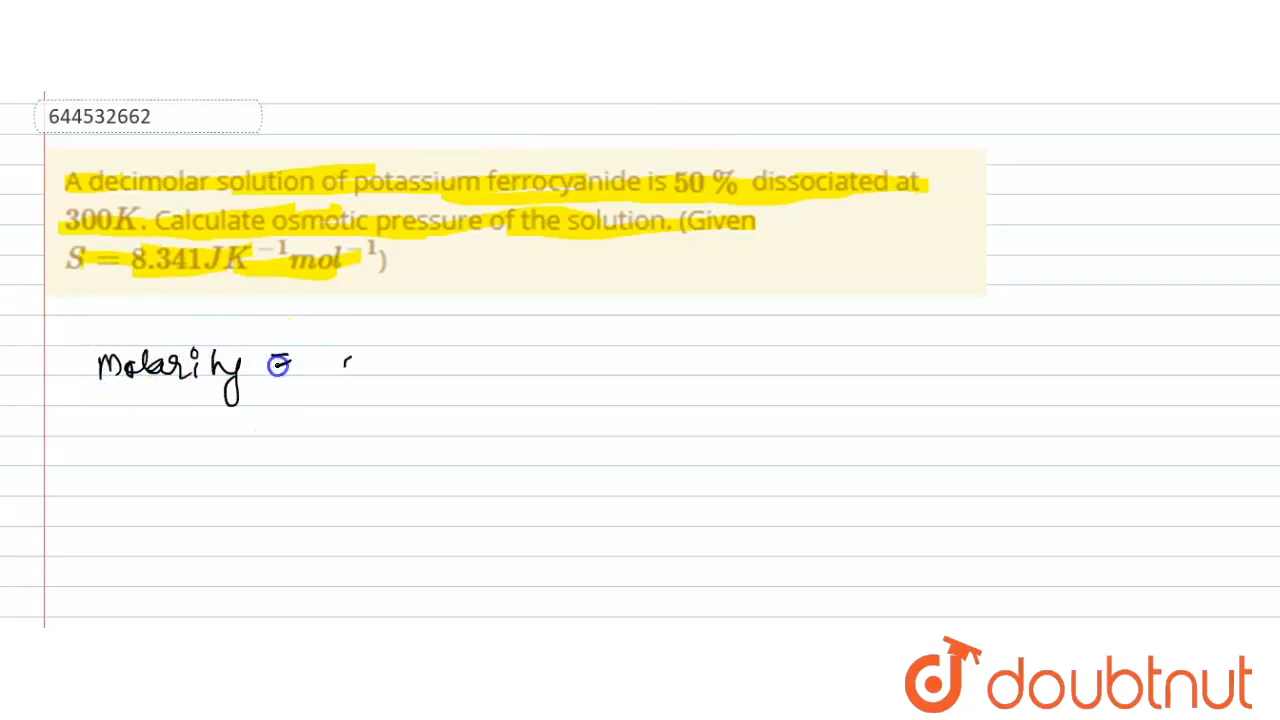 644532662
A decimolar solution of potassium ferrocyanide is 50 % dissociated at
300K. Calculate osmotic pressure of the solution. (Given
S = 8.341JK⁻¹mol⁻¹)
Molarity =
doubtnut